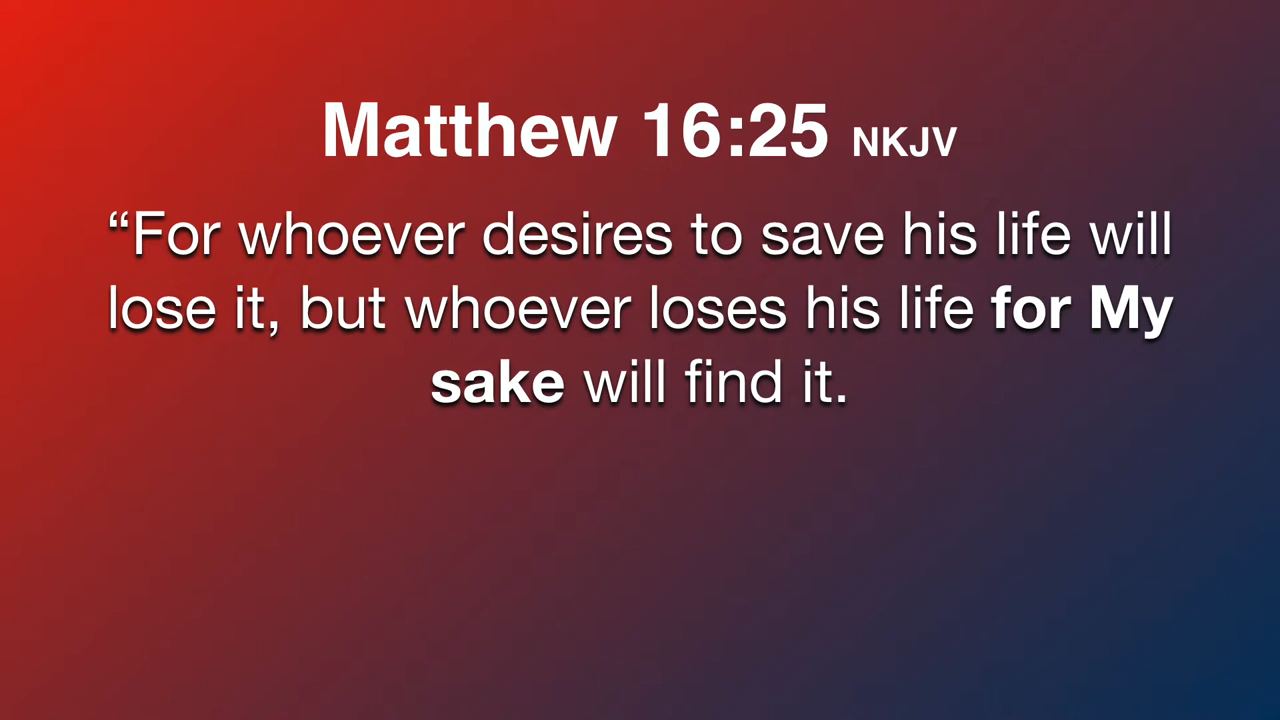 Matthew 16:25 NKJV
“For whoever desires to save his life will
lose it, but whoever loses his life for My
sake will find it.